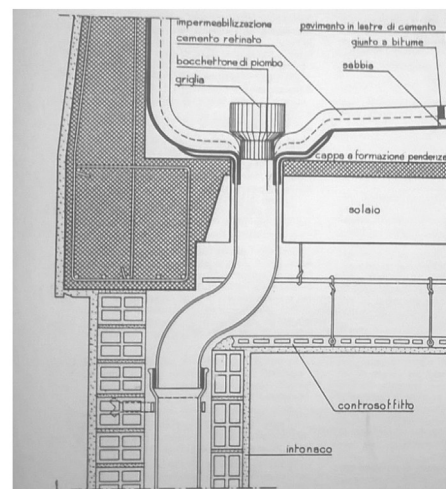 impermeabilizzazione
pavimento in lastre di cemento
cemento retinato
giunto a bitume
bocchettone di piombo
sabbia
griglia
cappa a formazione pendenze
solaio
controsoffitto
intonaco